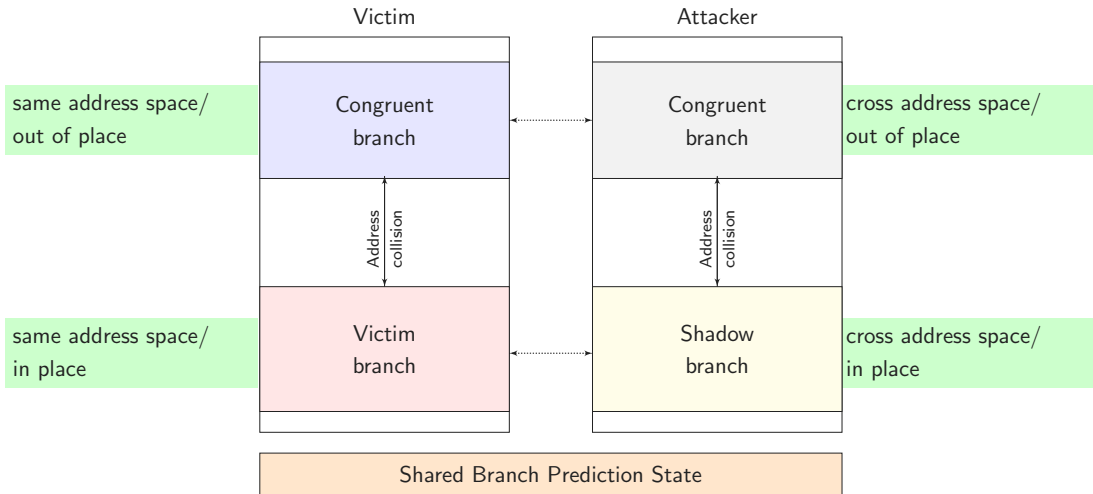 Victim
Attacker
same address space/
out of place
Congruent
branch
Congruent
branch
cross address space/
out of place
Address
collision
Address
collision
same address space/
in place
Victim
branch
Shadow
branch
cross address space/
in place
Shared Branch Prediction State